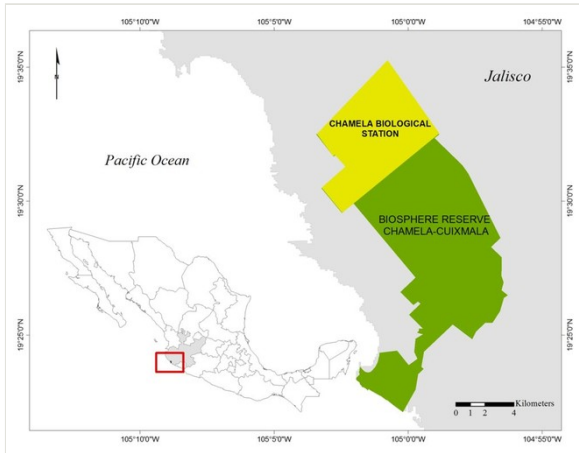 105°10'0"W 105°5'0"W 105°0'0"W 104°55'0"W
19°35'0"N 19°35'0"N
Jalisco
N
CHAMELA BIOLOGICAL
STATION
Pacific Ocean
19°30'0"N 19°30'0"N
BIOSPHERE RESERVE
CHAMELA-CUIXMALA
19°25'0"N 19°25'0"N
Kilometers
0 1 2 4
105°10'0"W 105°5'0"W 105°0'0"W 104°55'0"W